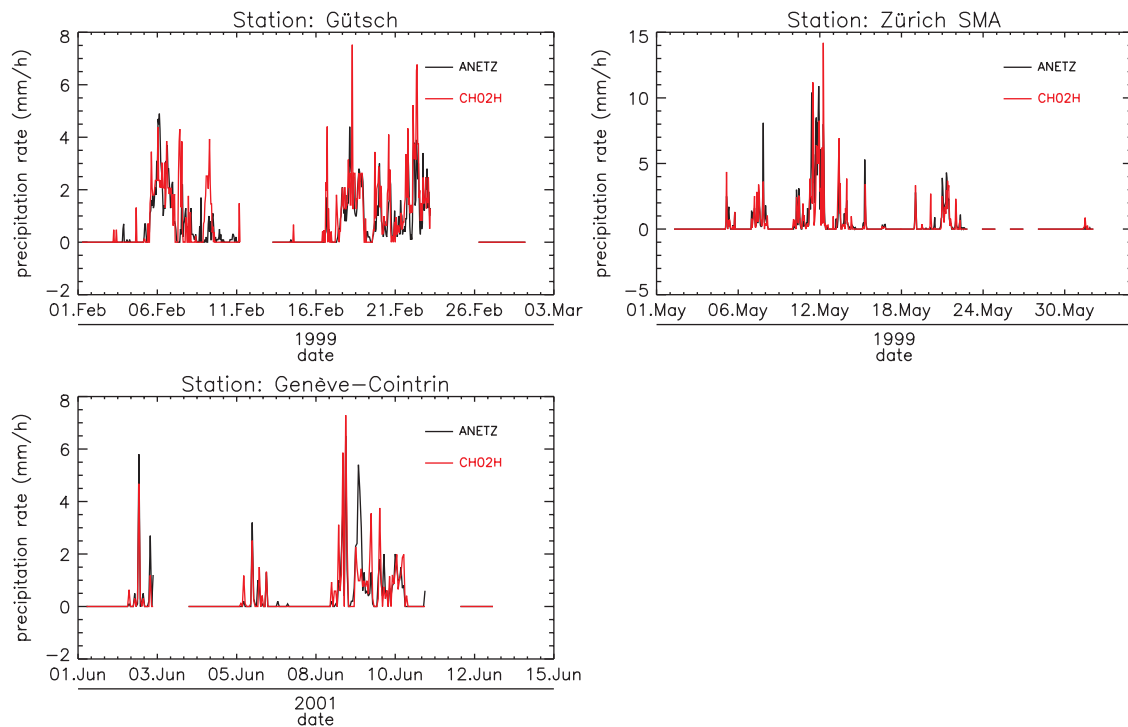 Station: Gütsch
precipitation rate (mm/h)
8
6
4
2
0
−2
ANETZ
CH02H
01.Feb 06.Feb 11.Feb 16.Feb 21.Feb 26.Feb 03.Mar
1999
date
Station: Zürich SMA
precipitation rate (mm/h)
15
10
5
0
−5
ANETZ
CH02H
01.May 06.May 12.May 18.May 24.May 30.May
1999
date
Station: Genève−Cointrin
precipitation rate (mm/h)
8
6
4
2
0
−2
ANETZ
CH02H
01.Jun 03.Jun 05.Jun 08.Jun 10.Jun 12.Jun 15.Jun
2001
date